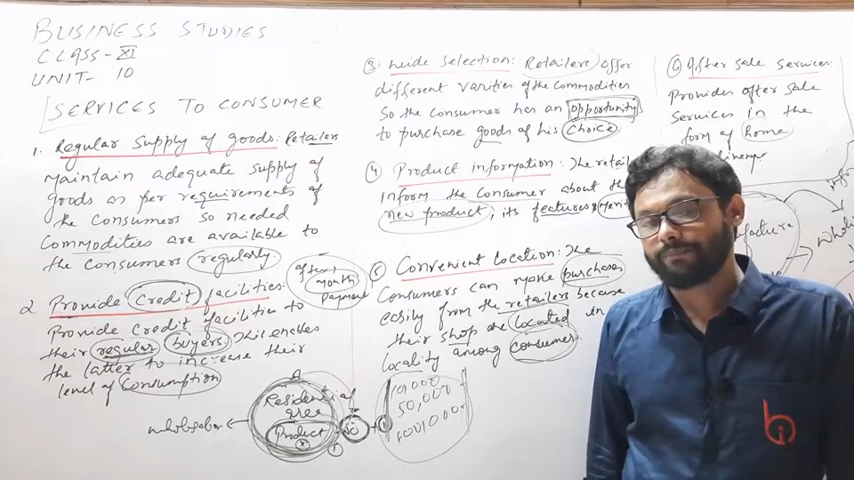 BUSINESS STUDIES
CLASS-XI
UNIT- 10
SERVICES TO CONSUMER
1. Regular Supply of goods: Retailers
maintain adequate supply of
goods as per requirements of
the consumers so needed
Commodities are available to
the consumers regularly.
2. Provide Credit facilities:
Provide Credit facilities to
their regular buyers This enables
the latter to increase their
level of Consumption
after 1
month
payment
A
Residential
area
Product
wholesaler
③ wide selection: Retailers offer
different varities of the commodities
So the consumer has an opportunity
to purchase goods of his choice
④ Product information: The retail
inform the consumer about the
new product, its features & merit
⑤ Convenient Location: The
Consumers can make purchases
easily from the retailers because
their shop are located in
locality among consumer
10,000
50,000
⑥ After sale services:
Provides after sale
services in the
form of home